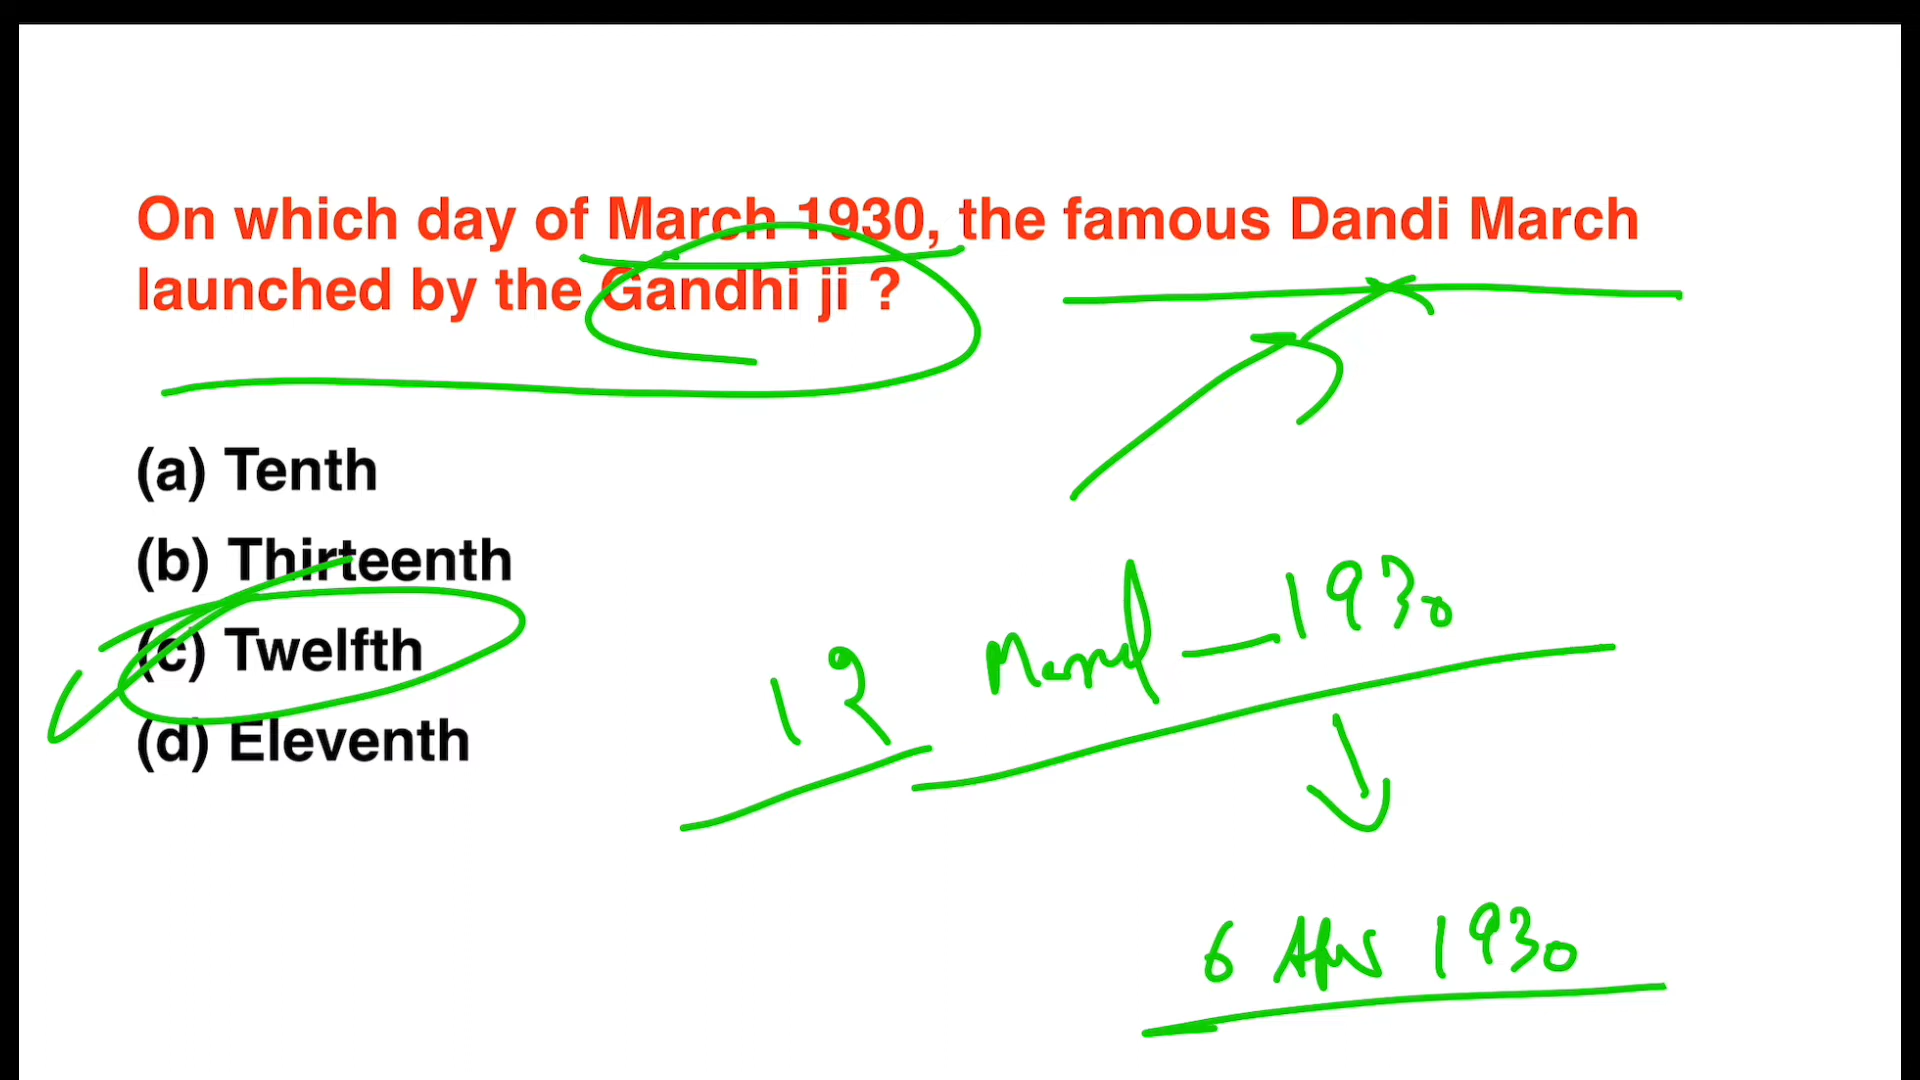 On which day of March 1930, the famous Dandi March
launched by the Gandhi ji ?
(a) Tenth
(b) Thirteenth
(c) Twelfth
(d) Eleventh
12 March - 1930
6 Apr 1930